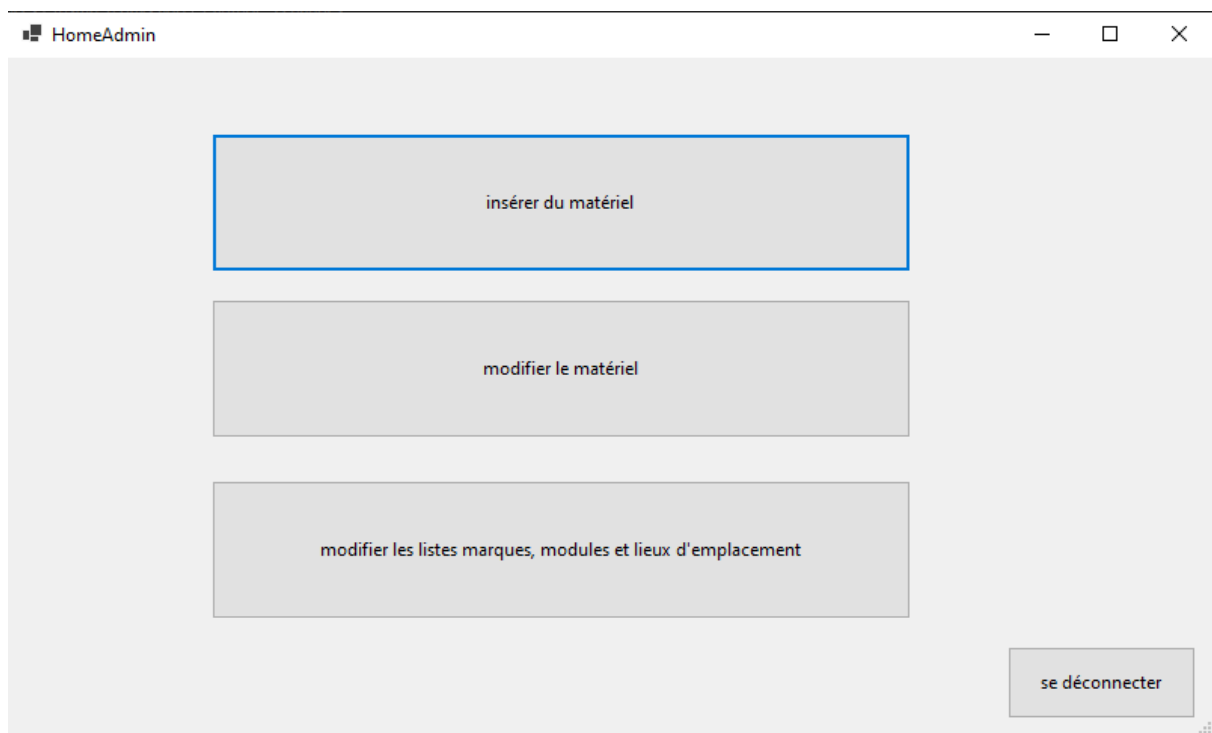 HomeAdmin
insérer du matériel
modifier le matériel
modifier les listes marques, modules et lieux d'emplacement
se déconnecter